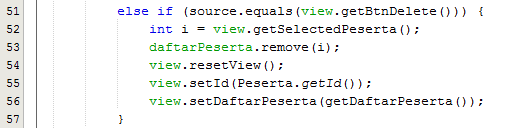 51 else if (source.equals(view.getBtnDelete())) {
52 int i = view.getSelectedPeserta();
53 daftarPeserta.remove(i);
54 view.resetView();
55 view.setId(Peserta.getId());
56 view.setDaftarPeserta(getDaftarPeserta());
57 }